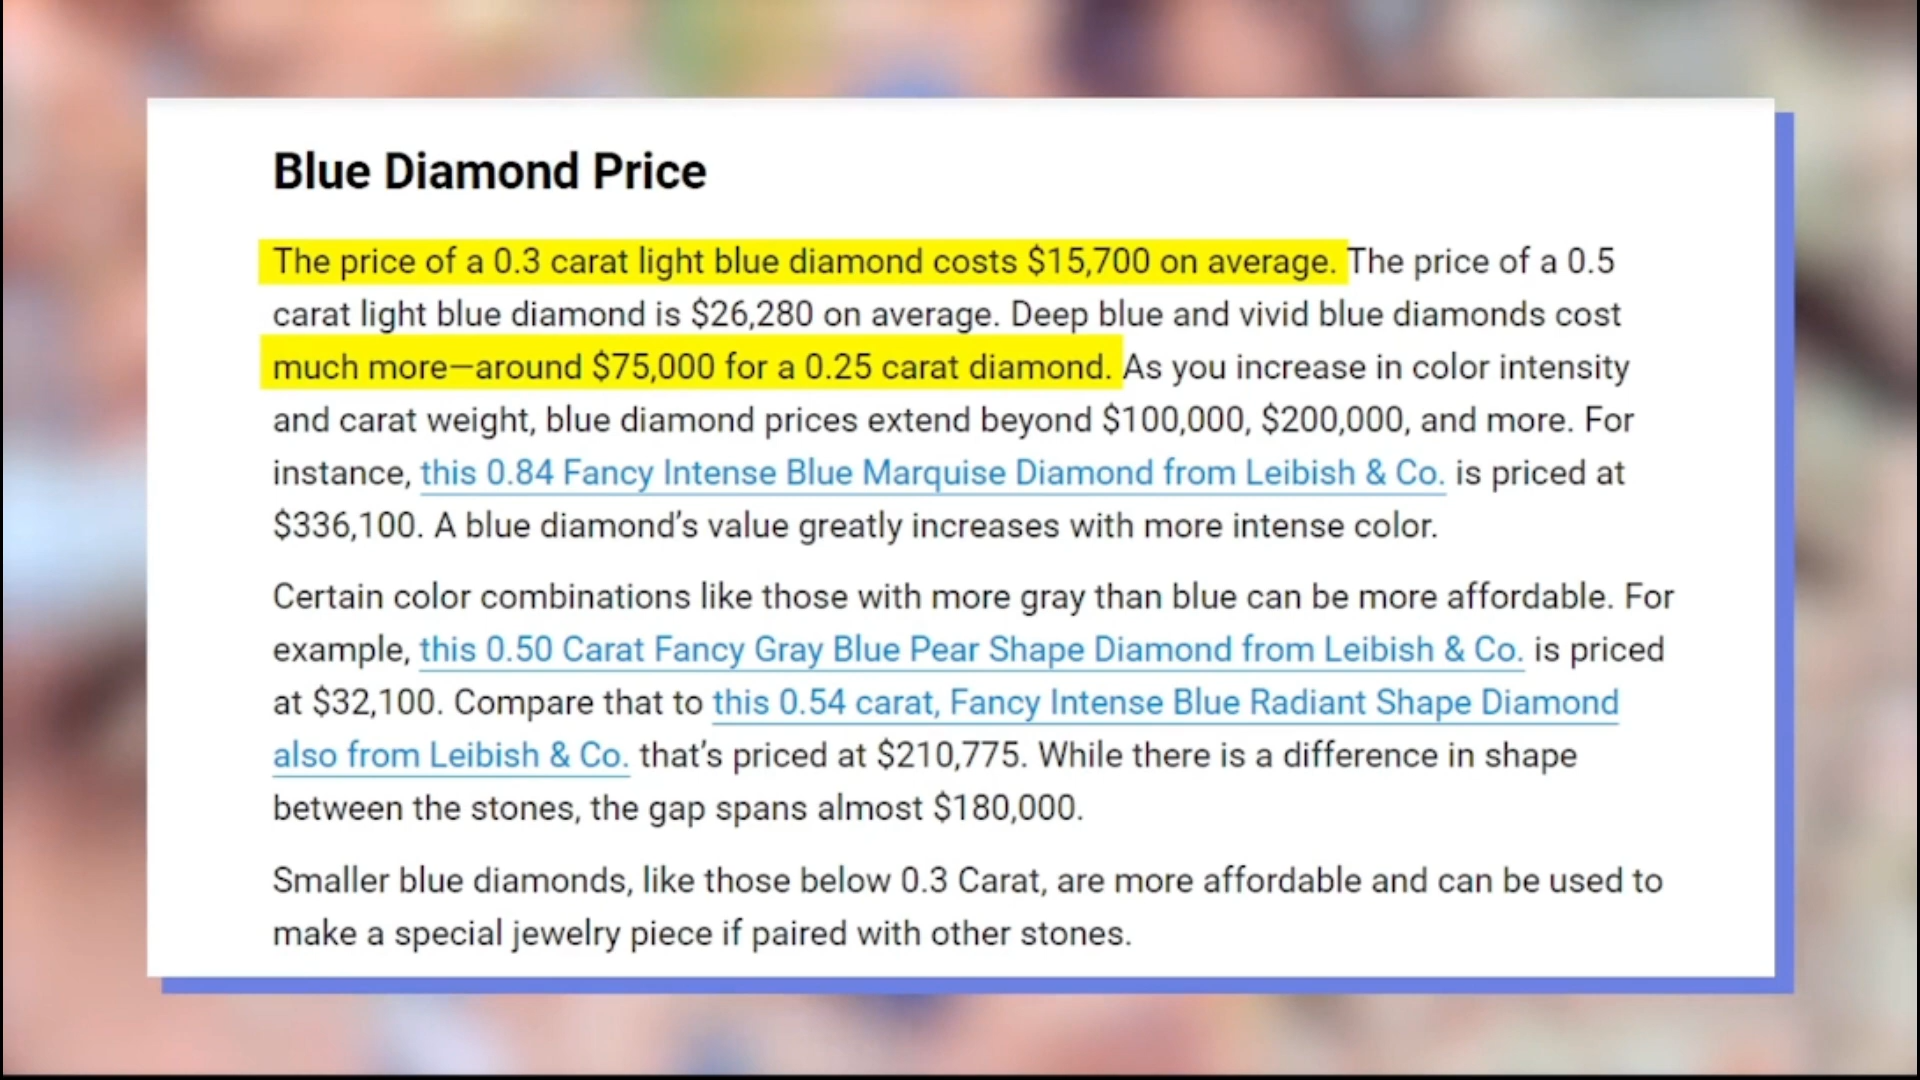 Blue Diamond Price
The price of a 0.3 carat light blue diamond costs $15,700 on average. The price of a 0.5
carat light blue diamond is $26,280 on average. Deep blue and vivid blue diamonds cost
much more—around $75,000 for a 0.25 carat diamond. As you increase in color intensity
and carat weight, blue diamond prices extend beyond $100,000, $200,000, and more. For
instance, this 0.84 Fancy Intense Blue Marquise Diamond from Leibish & Co. is priced at
$336,100. A blue diamond’s value greatly increases with more intense color.
Certain color combinations like those with more gray than blue can be more affordable. For
example, this 0.50 Carat Fancy Gray Blue Pear Shape Diamond from Leibish & Co. is priced
at $32,100. Compare that to this 0.54 carat, Fancy Intense Blue Radiant Shape Diamond
also from Leibish & Co. that’s priced at $210,775. While there is a difference in shape
between the stones, the gap spans almost $180,000.
Smaller blue diamonds, like those below 0.3 Carat, are more affordable and can be used to
make a special jewelry piece if paired with other stones.